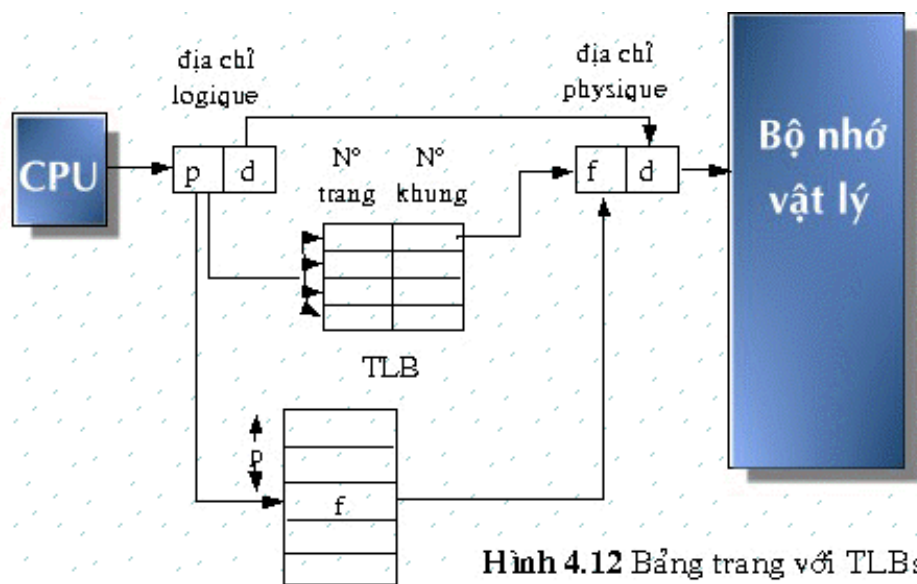 địa chỉ
logique
địa chỉ
physique
CPU
p d
N° N°
trang khung
f d
Bộ nhớ
vật lý
TLB
p
f
Hình 4.12 Bảng trang với TLBs